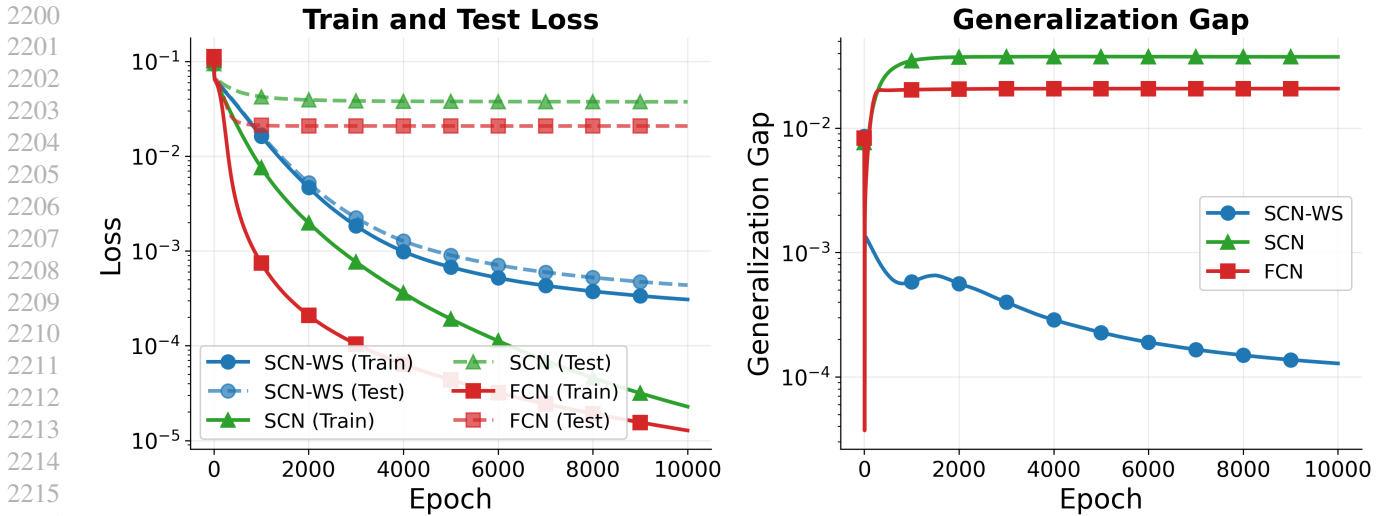 2200
2201
2202
2203
2204
2205
2206
2207
2208
2209
2210
2211
2212
2213
2214
2215
Train and Test Loss
Loss
10⁻¹
10⁻²
10⁻³
10⁻⁴
10⁻⁵
SCN-WS (Train)
SCN-WS (Test)
SCN (Train)
SCN (Test)
FCN (Train)
FCN (Test)
0 2000 4000 6000 8000 10000
Epoch
Generalization Gap
Generalization Gap
10⁻²
10⁻³
10⁻⁴
SCN-WS
SCN
FCN
0 2000 4000 6000 8000 10000
Epoch